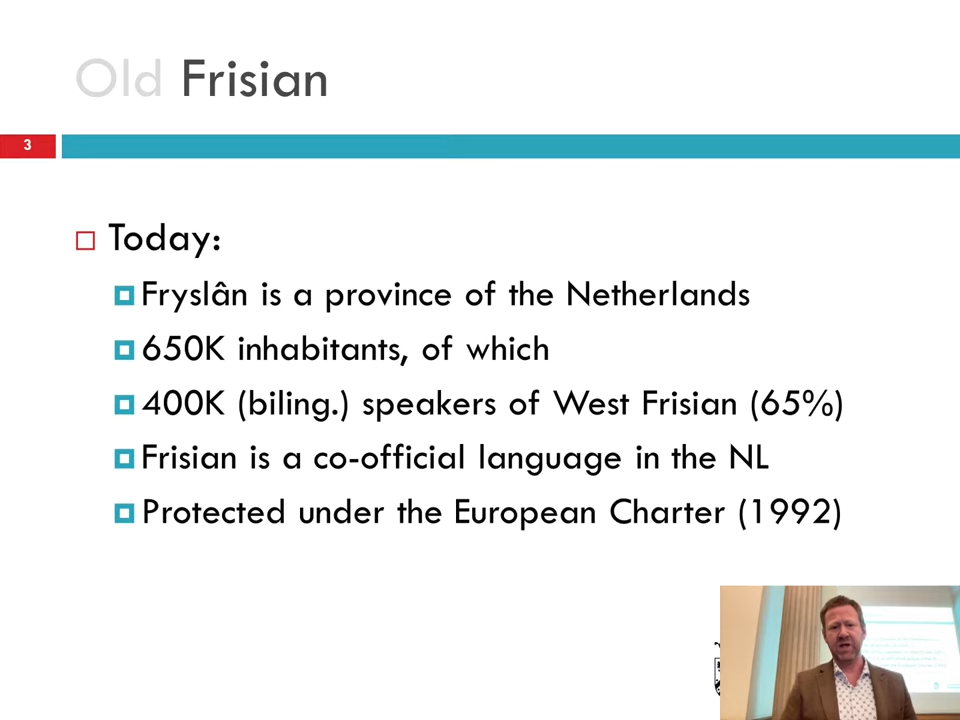 Old Frisian
3
Today:
Fryslân is a province of the Netherlands
650K inhabitants, of which
400K (biling.) speakers of West Frisian (65%)
Frisian is a co-official language in the NL
Protected under the European Charter (1992)